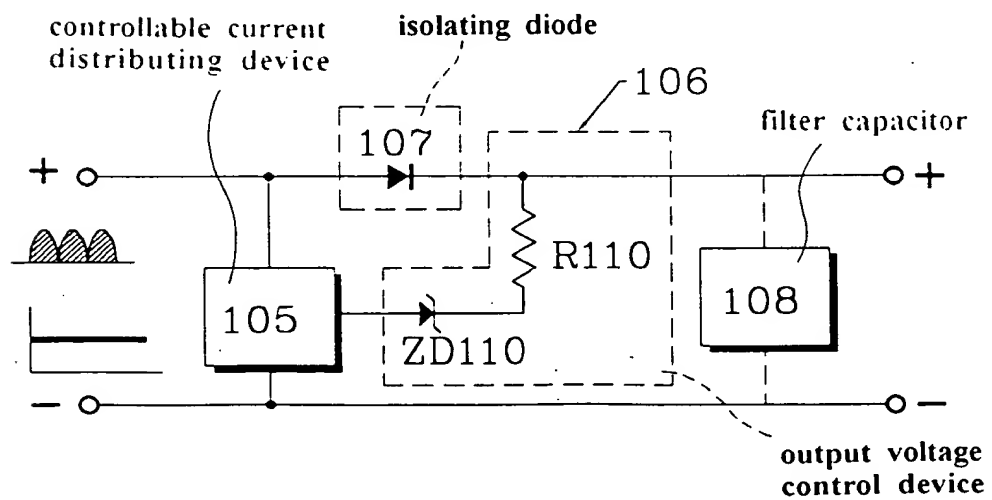 controllable current
distributing device
isolating diode
106
107
filter capacitor
+
+
R110
105
ZD110
108
−
−
output voltage
control device